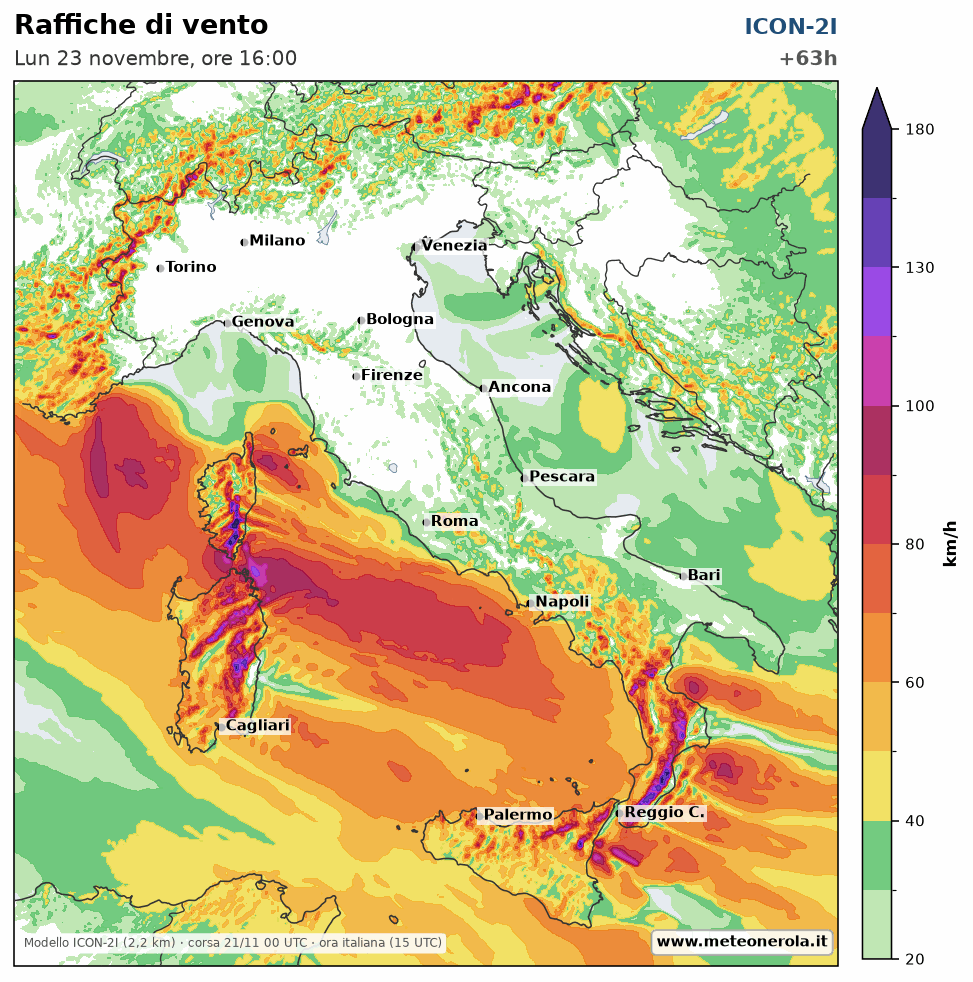 Raffiche di vento
ICON-2I
Lun 23 novembre, ore 16:00
+63h
180
130
100
80
60
40
20
km/h
Milano
Venezia
Torino
Genova
Bologna
Firenze
Ancona
Pescara
Roma
Bari
Napoli
Cagliari
Palermo
Reggio C.
Modello ICON-2I (2,2 km) · corsa 21/11 00 UTC · ora italiana (15 UTC)
www.meteonerola.it